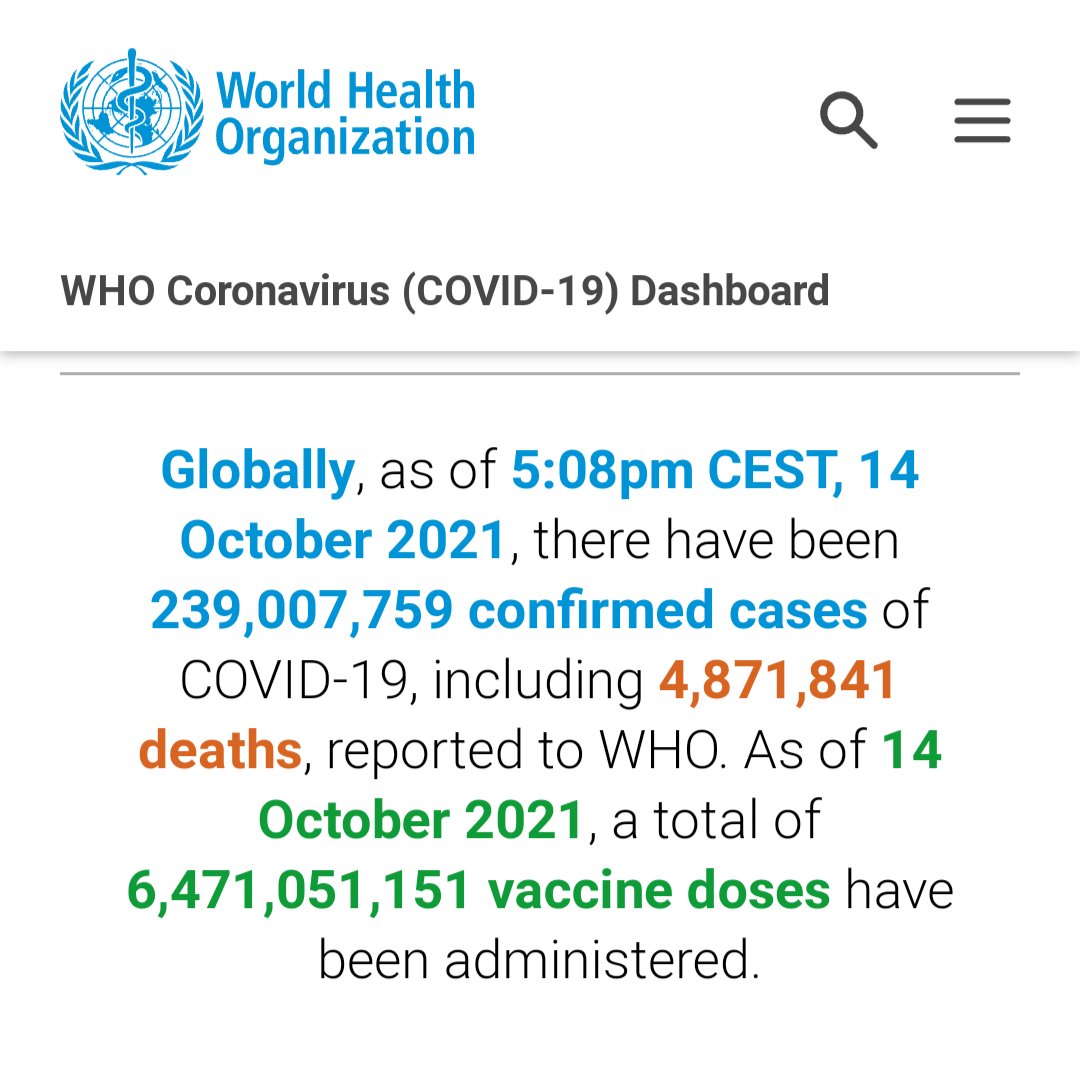 World Health
Organization
WHO Coronavirus (COVID-19) Dashboard
Globally, as of 5:08pm CEST, 14
October 2021, there have been
239,007,759 confirmed cases of
COVID-19, including 4,871,841
deaths, reported to WHO. As of 14
October 2021, a total of
6,471,051,151 vaccine doses have
been administered.